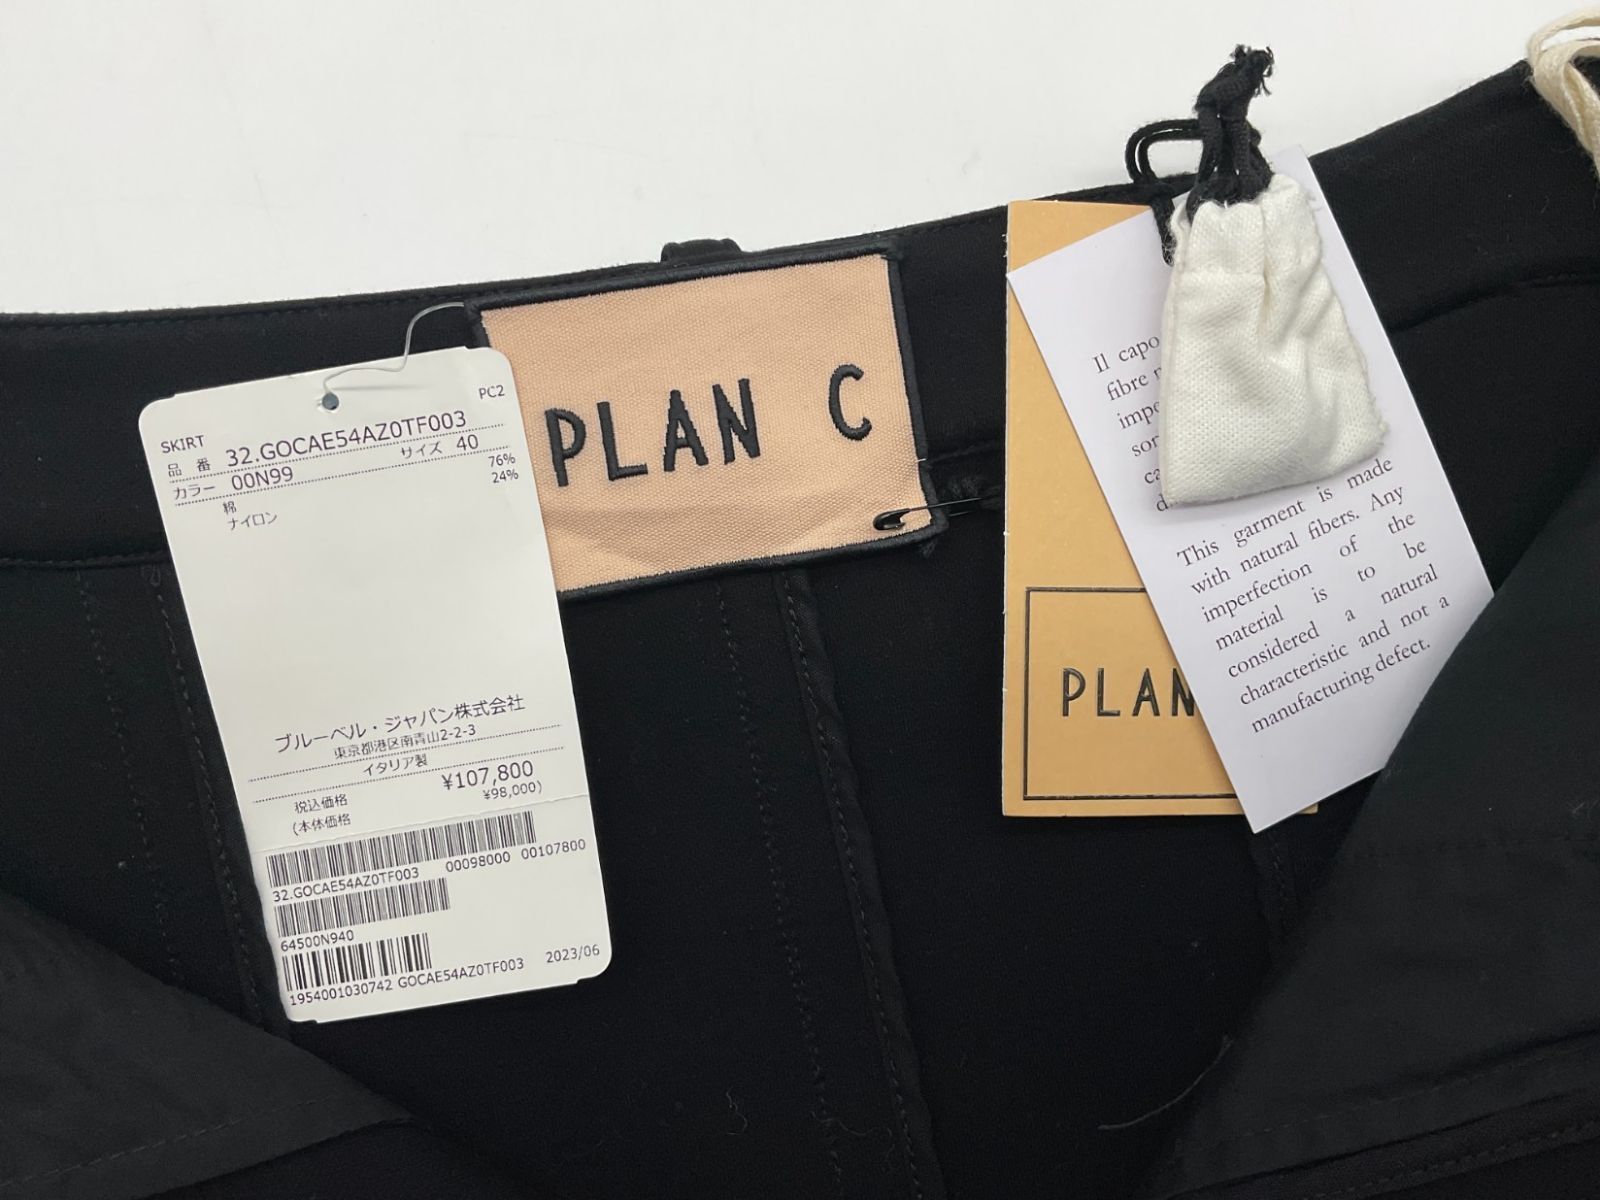 PC2
SKIRT
品 番 32.GOCAE54AZ0TF003
カラー 00N99 サイズ 40
綿 76%
ナイロン 24%
ブルーベル・ジャパン株式会社
東京都港区南青山2-2-3
イタリア製
税込価格 ¥107,800
(本体価格 ¥98,000)
32.GOCAE54AZ0TF003 00098000 00107800
64500N940
1954001030742 GOCAE54AZ0TF003 2023/06
PLAN C
PLAN
Il capo
fibre
This garment is made
with natural fibers. Any
imperfection of the
material is to be
considered a natural
characteristic and not a
manufacturing defect.